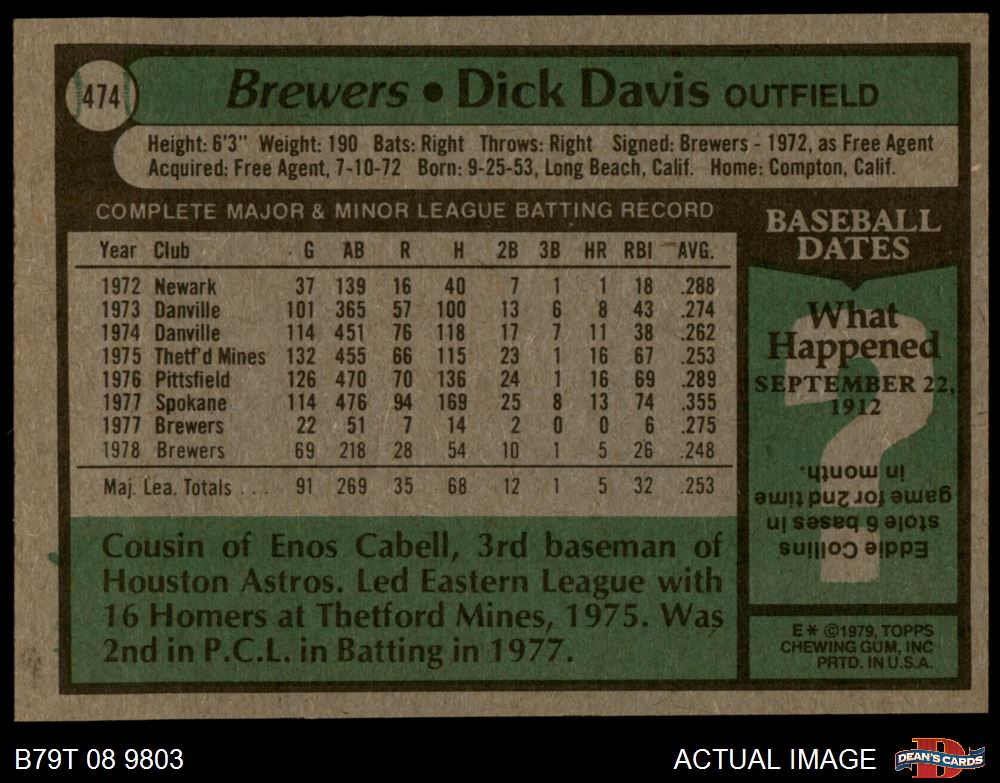 474
Brewers • Dick Davis OUTFIELD
Height: 6'3" Weight: 190 Bats: Right Throws: Right Signed: Brewers - 1972, as Free Agent
Acquired: Free Agent, 7-10-72 Born: 9-25-53, Long Beach, Calif. Home: Compton, Calif.
COMPLETE MAJOR & MINOR LEAGUE BATTING RECORD
Year Club G AB R H 2B 3B HR RBI AVG.
1972 Newark 37 139 16 40 7 1 1 18 .288
1973 Danville 101 365 57 100 13 6 8 43 .274
1974 Danville 114 451 76 118 17 7 11 38 .262
1975 Thetf'd Mines 132 455 66 115 23 1 16 67 .253
1976 Pittsfield 126 470 70 136 24 1 16 69 .289
1977 Spokane 114 476 94 169 25 8 13 74 .355
1977 Brewers 22 51 7 14 2 0 0 6 .275
1978 Brewers 69 218 28 54 10 1 5 26 .248
Maj. Lea. Totals ... 91 269 35 68 12 1 5 32 .253
Cousin of Enos Cabell, 3rd baseman of
Houston Astros. Led Eastern League with
16 Homers at Thetford Mines, 1975. Was
2nd in P.C.L. in Batting in 1977.
BASEBALL
DATES
What
Happened
SEPTEMBER 22,
1912
?
Eddie Collins
stole 6 bases in
game for 2nd time
in month.
E * ©1979, TOPPS
CHEWING GUM, INC
PRTD. IN U.S.A.
B79T 08 9803
ACTUAL IMAGE
D
DEAN'S CARDS